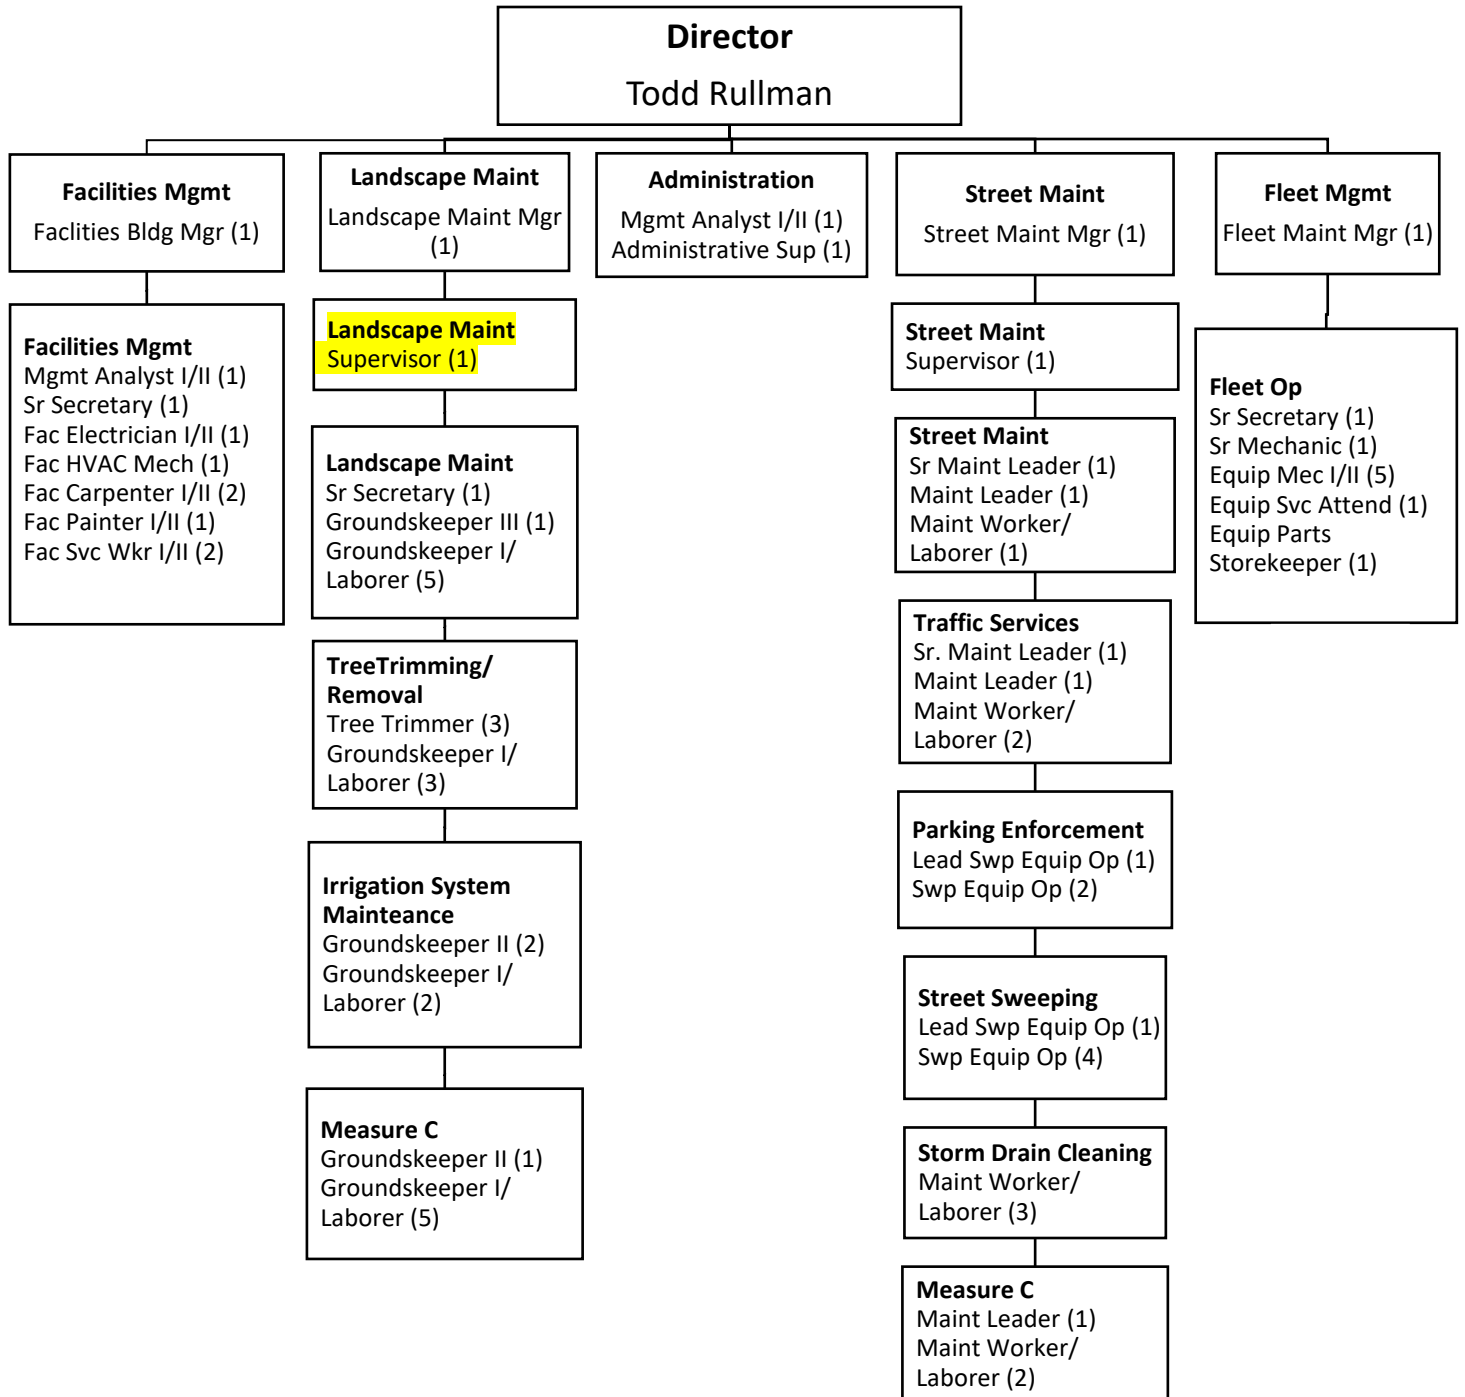 Director
Todd Rullman
Facilities Mgmt
Faclities Bldg Mgr (1)
Landscape Maint
Landscape Maint Mgr
(1)
Administration
Mgmt Analyst I/II (1)
Administrative Sup (1)
Street Maint
Street Maint Mgr (1)
Fleet Mgmt
Fleet Maint Mgr (1)
Facilities Mgmt
Mgmt Analyst I/II (1)
Sr Secretary (1)
Fac Electrician I/II (1)
Fac HVAC Mech (1)
Fac Carpenter I/II (2)
Fac Painter I/II (1)
Fac Svc Wkr I/II (2)
Landscape Maint
Supervisor (1)
Landscape Maint
Sr Secretary (1)
Groundskeeper III (1)
Groundskeeper I/
Laborer (5)
TreeTrimming/
Removal
Tree Trimmer (3)
Groundskeeper I/
Laborer (3)
Irrigation System
Mainteance
Groundskeeper II (2)
Groundskeeper I/
Laborer (2)
Measure C
Groundskeeper II (1)
Groundskeeper I/
Laborer (5)
Street Maint
Supervisor (1)
Street Maint
Sr Maint Leader (1)
Maint Leader (1)
Maint Worker/
Laborer (1)
Traffic Services
Sr. Maint Leader (1)
Maint Leader (1)
Maint Worker/
Laborer (2)
Parking Enforcement
Lead Swp Equip Op (1)
Swp Equip Op (2)
Street Sweeping
Lead Swp Equip Op (1)
Swp Equip Op (4)
Storm Drain Cleaning
Maint Worker/
Laborer (3)
Measure C
Maint Leader (1)
Maint Worker/
Laborer (2)
Fleet Op
Sr Secretary (1)
Sr Mechanic (1)
Equip Mec I/II (5)
Equip Svc Attend (1)
Equip Parts
Storekeeper (1)